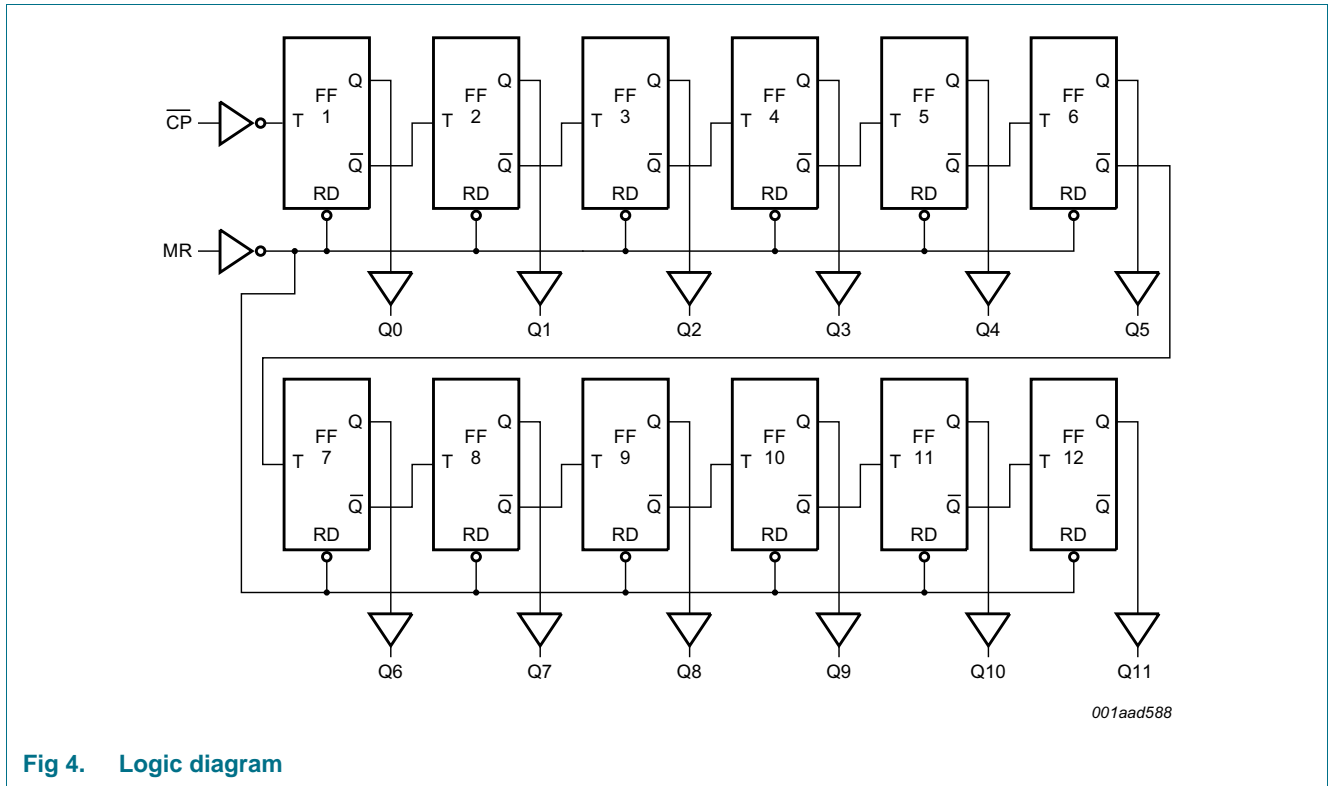 Q Q Q Q Q Q
FF FF FF FF FF FF
1 2 3 4 5 6
C̅P̅ T T T T T T
Q̅ Q̅ Q̅ Q̅ Q̅ Q̅
RD RD RD RD RD RD
MR
Q0 Q1 Q2 Q3 Q4 Q5
Q Q Q Q Q Q
FF FF FF FF FF FF
7 8 9 10 11 12
T T T T T T
Q̅ Q̅ Q̅ Q̅ Q̅ Q̅
RD RD RD RD RD RD
Q6 Q7 Q8 Q9 Q10 Q11
001aad588
Fig 4. Logic diagram